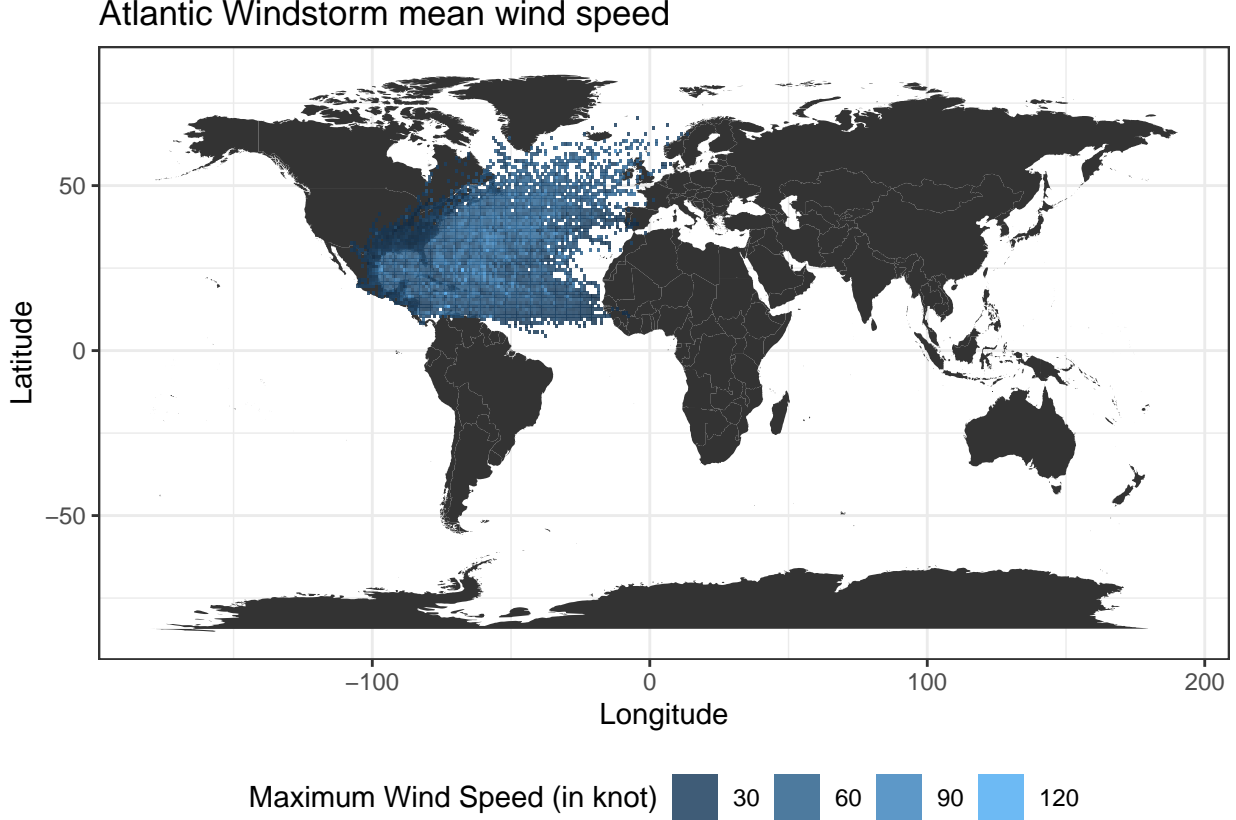 Atlantic Windstorm mean wind speed
50
0
−50
Latitude
−100 0 100 200
Longitude
Maximum Wind Speed (in knot) 30 60 90 120